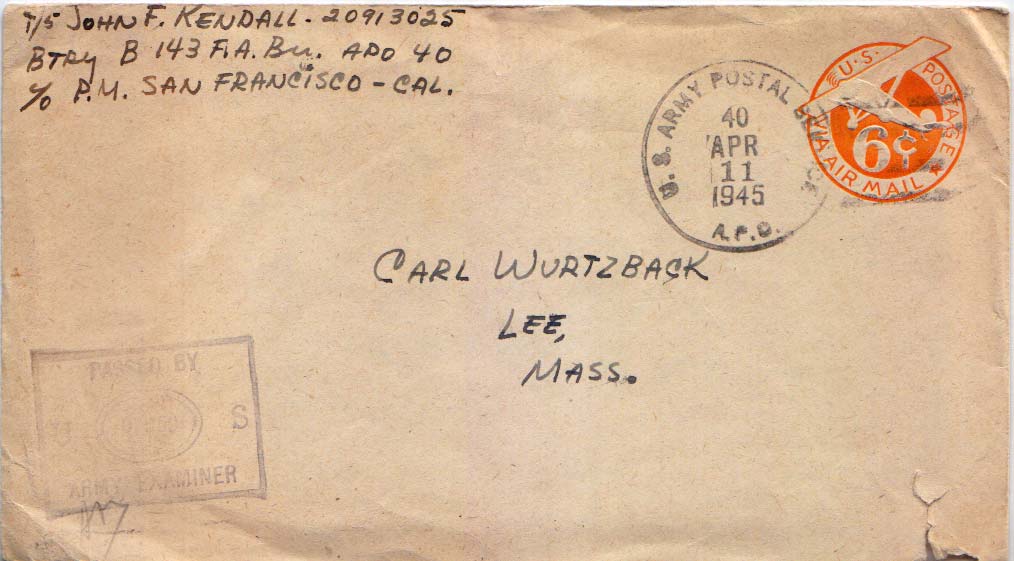 T/5 JOHN F. KENDALL - 20913025
BTRY B 143 F.A. BN. APO 40
c/o P.M. SAN FRANCISCO - CAL.
U.S. ARMY POSTAL
40
APR
11
1945
A.P.O.
U.S. POSTAGE
6¢
VIA AIR MAIL
CARL WURTZBACK
LEE,
MASS.
PASSED BY
U S
ARMY EXAMINER